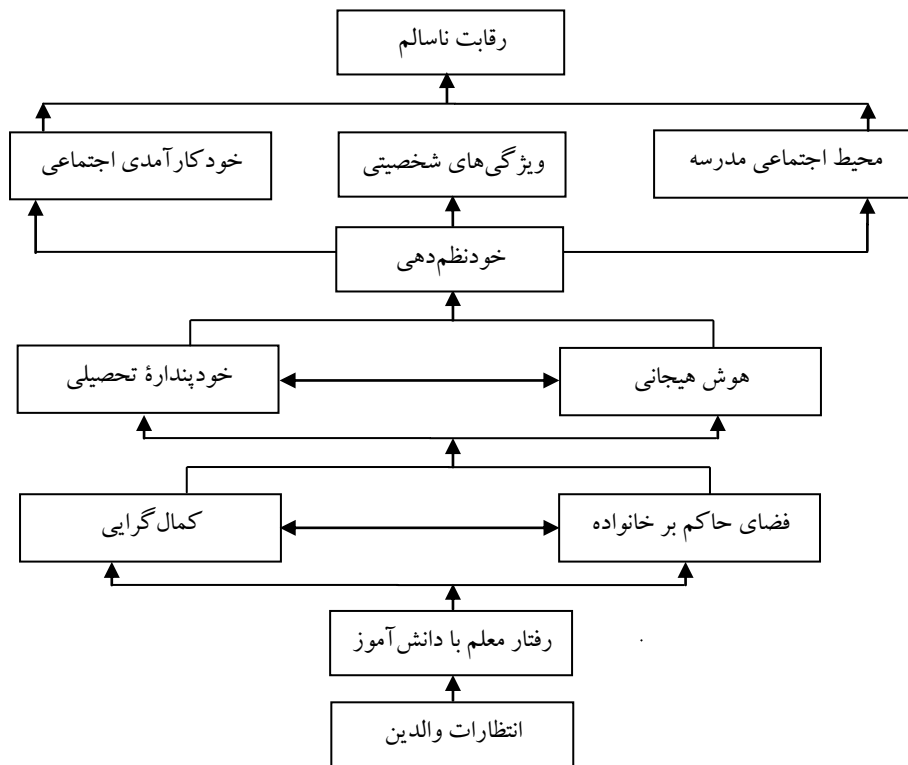 رقابت ناسالم
محیط اجتماعی مدرسه
ویژگی‌های شخصیتی
خودکارآمدی اجتماعی
خودنظم‌دهی
هوش هیجانی
خودپندارهٔ تحصیلی
فضای حاکم بر خانواده
کمال‌گرایی
رفتار معلم با دانش‌آموز
انتظارات والدین